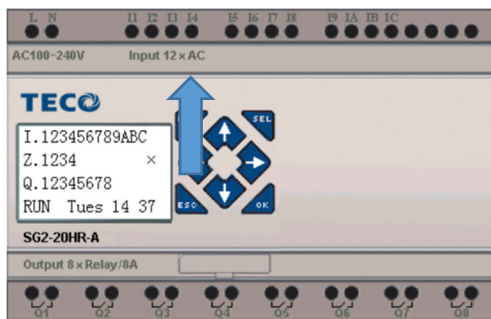 L N I1 I2 I3 I4 I5 I6 I7 I8 I9 IA IB IC
AC100~240V Input 12×AC
TECO
SEL
I.123456789ABC
Z.1234 ×
Q.12345678
RUN Tues 14 37
ESC OK
SG2-20HR-A
Output 8×Relay/8A
Q1 Q2 Q3 Q4 Q5 Q6 Q7 Q8